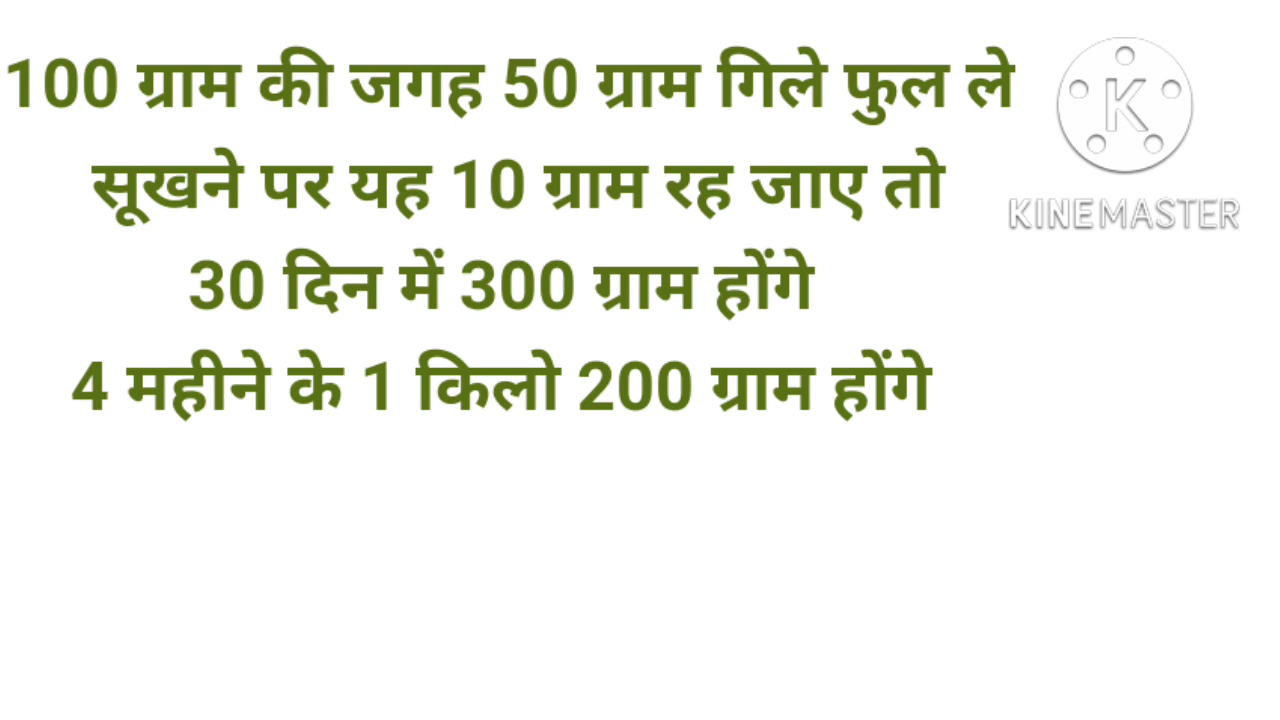 100 ग्राम की जगह 50 ग्राम गिले फुल ले
सूखने पर यह 10 ग्राम रह जाए तो
30 दिन में 300 ग्राम होंगे
4 महीने के 1 किलो 200 ग्राम होंगे
K
KINEMASTER